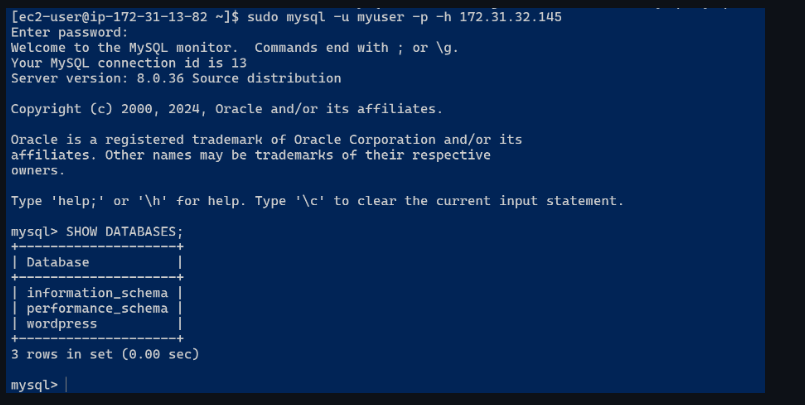 [ec2-user@ip-172-31-13-82 ~]$ sudo mysql -u myuser -p -h 172.31.32.145
Enter password:
Welcome to the MySQL monitor.  Commands end with ; or \g.
Your MySQL connection id is 13
Server version: 8.0.36 Source distribution

Copyright (c) 2000, 2024, Oracle and/or its affiliates.

Oracle is a registered trademark of Oracle Corporation and/or its
affiliates. Other names may be trademarks of their respective
owners.

Type 'help;' or '\h' for help. Type '\c' to clear the current input statement.

mysql> SHOW DATABASES;
+--------------------+
| Database           |
+--------------------+
| information_schema |
| performance_schema |
| wordpress          |
+--------------------+
3 rows in set (0.00 sec)

mysql>